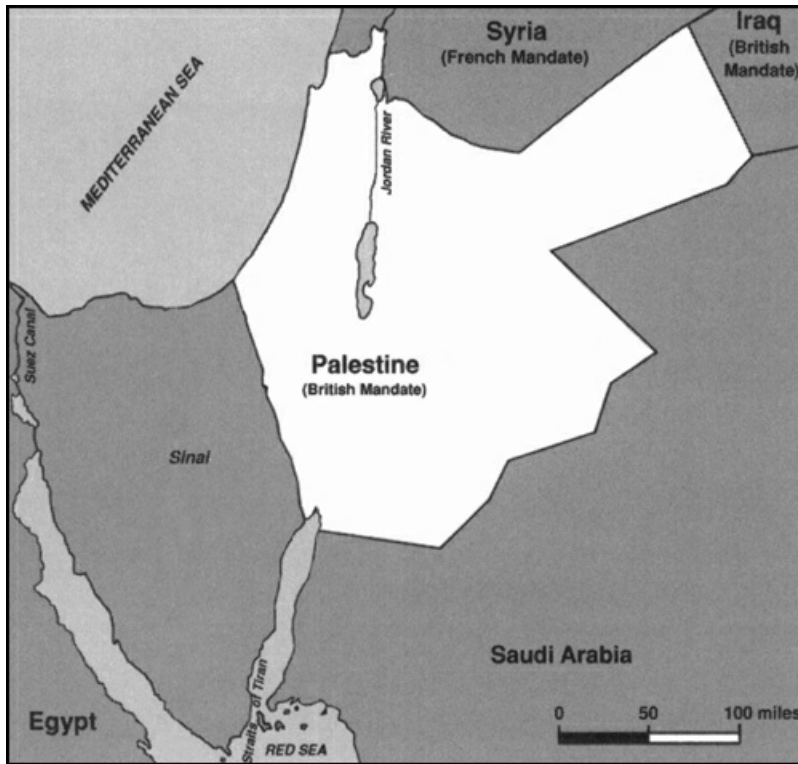 Syria
(French Mandate)
Iraq
(British
Mandate)
MEDITERRANEAN SEA
Jordan River
Suez Canal
Palestine
(British Mandate)
Sinai
Saudi Arabia
Egypt
Straits of Tiran
RED SEA
0 50 100 miles